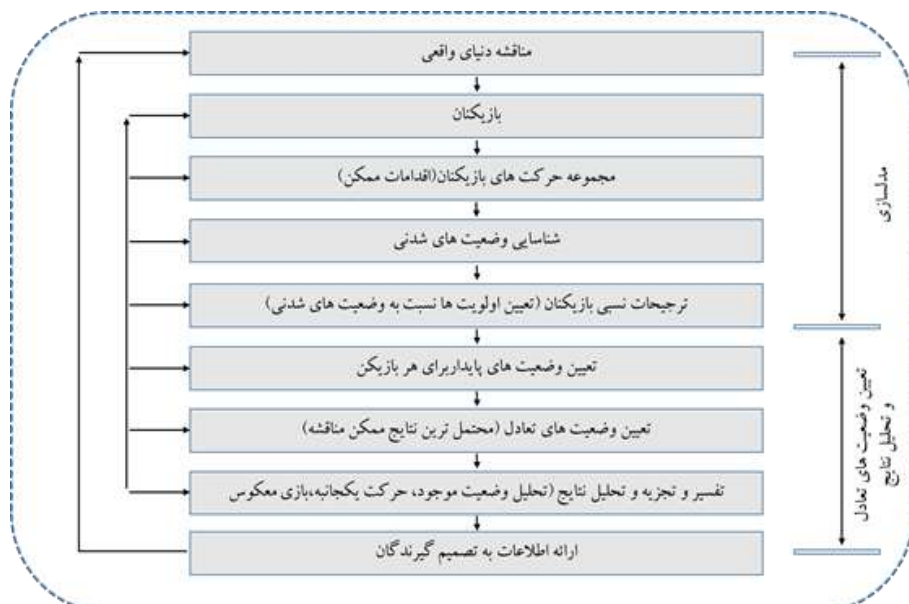 مناقشه دنیای واقعی
بازیکنان
مجموعه حرکت های بازیکنان(اقدامات ممکن)
شناسایی وضعیت های شدنی
ترجیحات نسبی بازیکنان (تعیین اولویت ها نسبت به وضعیت های شدنی)
تعیین وضعیت های پایداربرای هر بازیکن
تعیین وضعیت های تعادل (محتمل ترین نتایج ممکن مناقشه)
تفسیر و تجزیه و تحلیل نتایج (تحلیل وضعیت موجود، حرکت یکجانبه،بازی معکوس
ارائه اطلاعات به تصمیم گیرندگان
مدلسازی
تعیین وضعیت های تعادل
و تحلیل نتایج